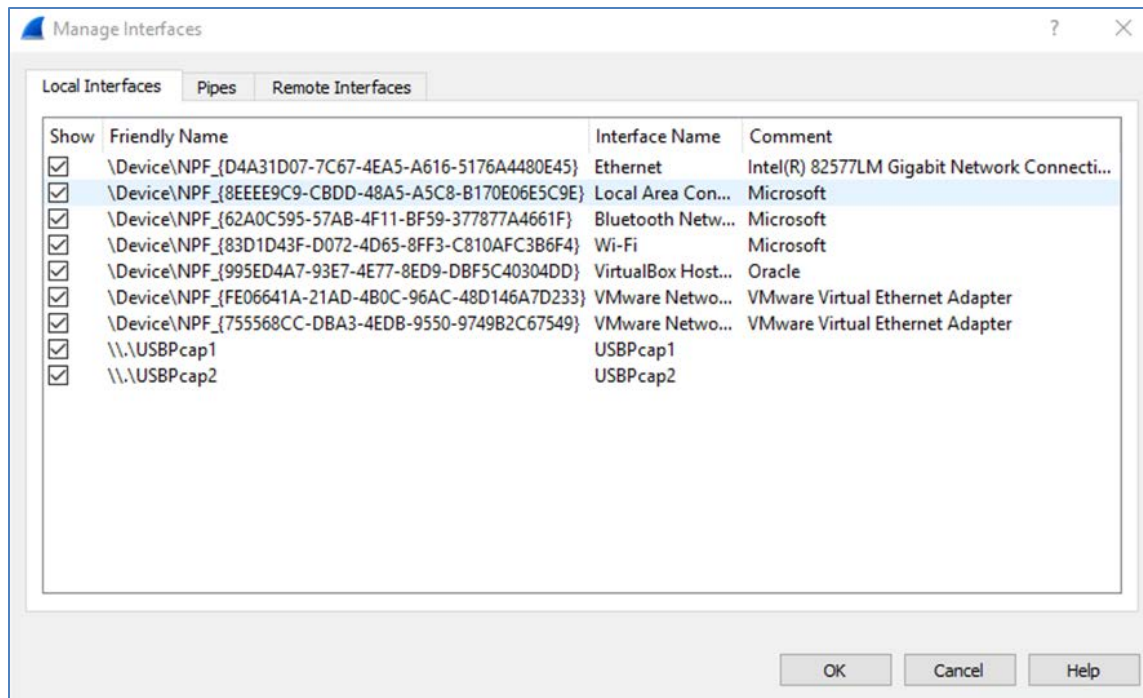 Manage Interfaces ?
Local Interfaces Pipes Remote Interfaces
Show Friendly Name Interface Name Comment
\Device\NPF_{D4A31D07-7C67-4EA5-A616-5176A4480E45} Ethernet Intel(R) 82577LM Gigabit Network Connecti...
\Device\NPF_{8EEEE9C9-CBDD-48A5-A5C8-B170E06E5C9E} Local Area Con... Microsoft
\Device\NPF_{62A0C595-57AB-4F11-BF59-377877A4661F} Bluetooth Netw... Microsoft
\Device\NPF_{83D1D43F-D072-4D65-8FF3-C810AFC3B6F4} Wi-Fi Microsoft
\Device\NPF_{995ED4A7-93E7-4E77-8ED9-DBF5C40304DD} VirtualBox Host... Oracle
\Device\NPF_{FE06641A-21AD-4B0C-96AC-48D146A7D233} VMware Netwo... VMware Virtual Ethernet Adapter
\Device\NPF_{755568CC-DBA3-4EDB-9550-9749B2C67549} VMware Netwo... VMware Virtual Ethernet Adapter
\\.\USBPcap1 USBPcap1
\\.\USBPcap2 USBPcap2
OK Cancel Help